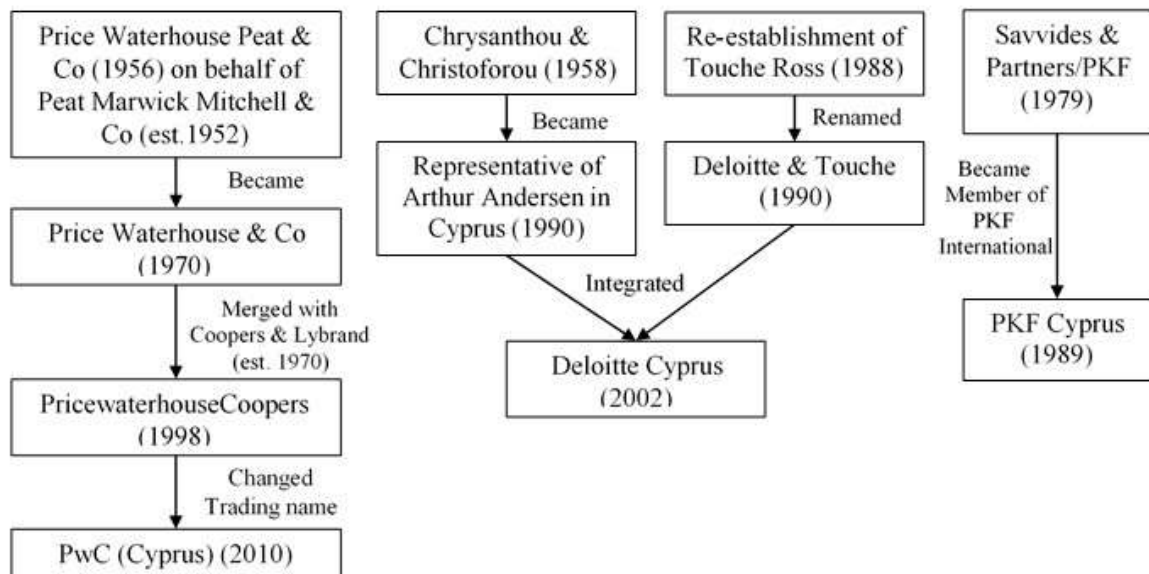 Price Waterhouse Peat &
Co (1956) on behalf of
Peat Marwick Mitchell &
Co (est.1952)
Became
Price Waterhouse & Co
(1970)
Merged with
Coopers & Lybrand
(est. 1970)
PricewaterhouseCoopers
(1998)
Changed
Trading name
PwC (Cyprus) (2010)
Chrysanthou &
Christoforou (1958)
Became
Representative of
Arthur Andersen in
Cyprus (1990)
Re-establishment of
Touche Ross (1988)
Renamed
Deloitte & Touche
(1990)
Integrated
Deloitte Cyprus
(2002)
Savvides &
Partners/PKF
(1979)
Became
Member of
PKF
International
PKF Cyprus
(1989)